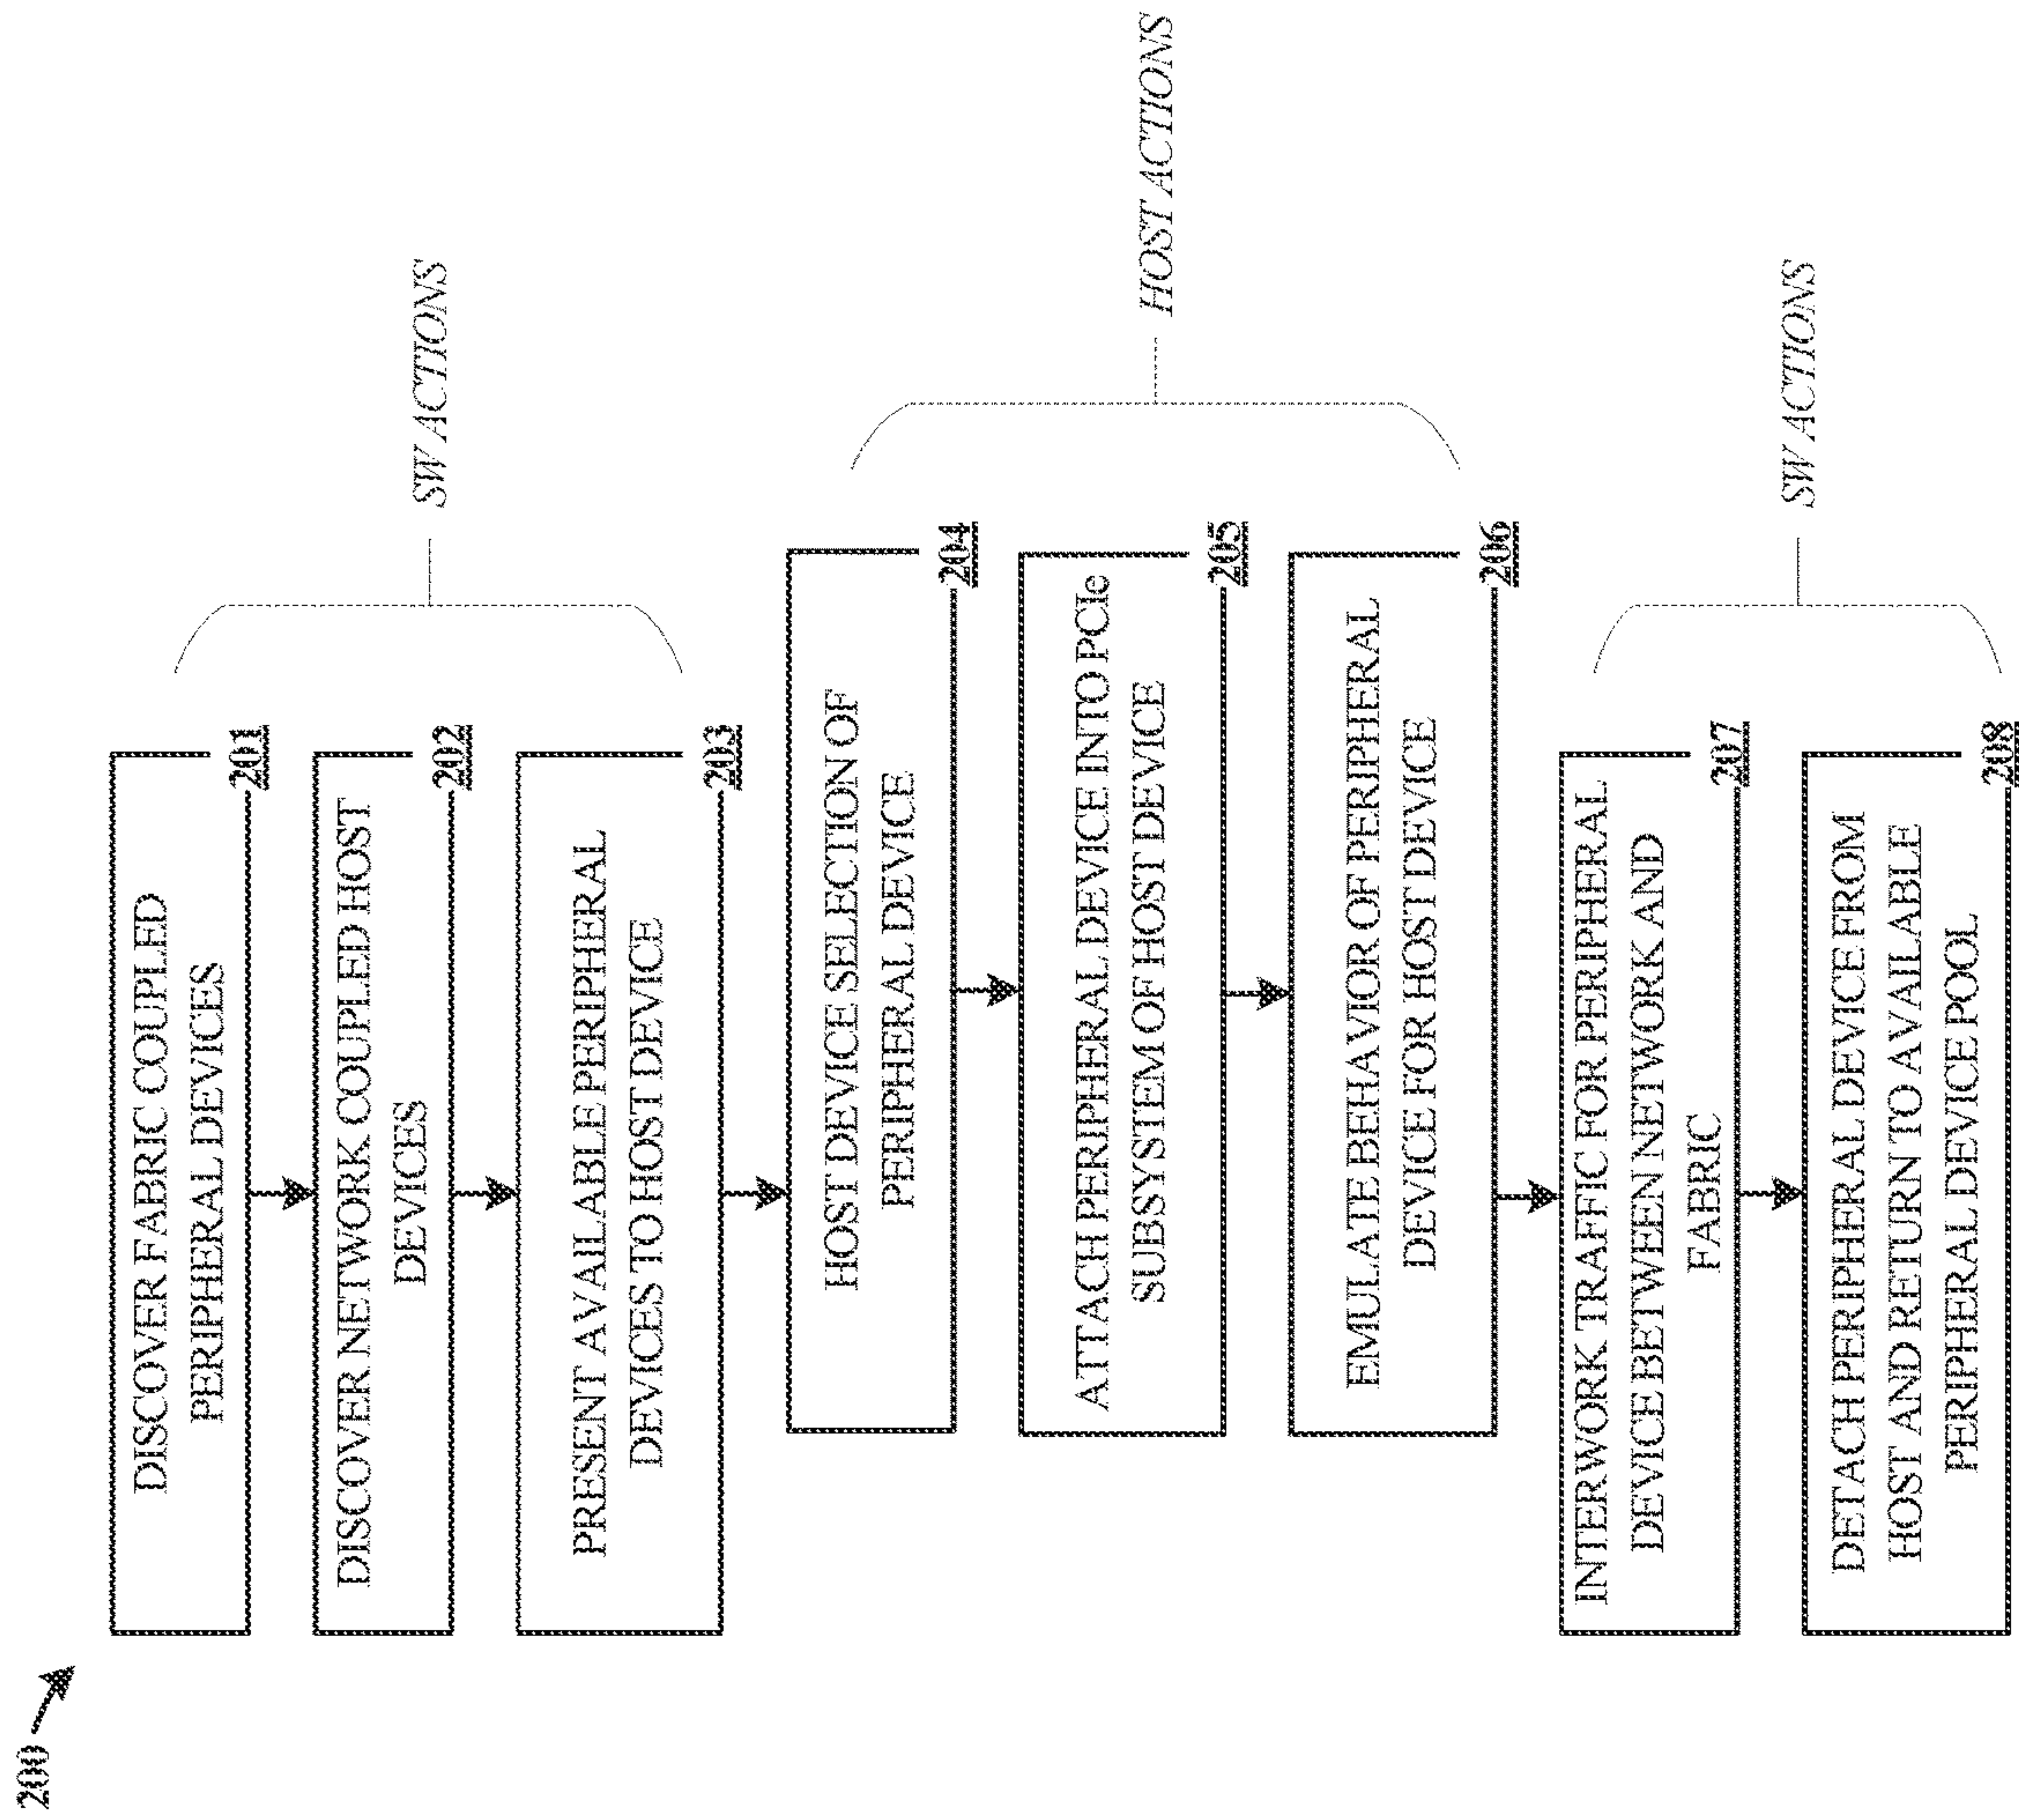 200
DISCOVER FABRIC COUPLED
PERIPHERAL DEVICES
201
DISCOVER NETWORK COUPLED HOST
DEVICES
202
PRESENT AVAILABLE PERIPHERAL
DEVICES TO HOST DEVICE
203
SW ACTIONS
HOST DEVICE SELECTION OF
PERIPHERAL DEVICE
204
ATTACH PERIPHERAL DEVICE INTO PCIe
SUBSYSTEM OF HOST DEVICE
205
EMULATE BEHAVIOR OF PERIPHERAL
DEVICE FOR HOST DEVICE
206
HOST ACTIONS
INTERWORK TRAFFIC FOR PERIPHERAL
DEVICE BETWEEN NETWORK AND
FABRIC
207
DETACH PERIPHERAL DEVICE FROM
HOST AND RETURN TO AVAILABLE
PERIPHERAL DEVICE POOL
208
SW ACTIONS